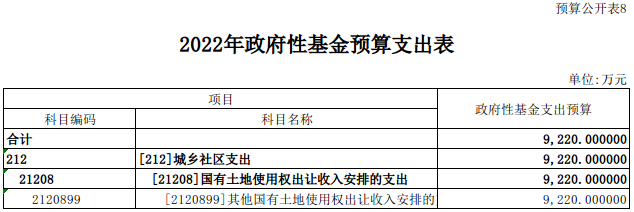 预算公开表8
2022年政府性基金预算支出表
单位:万元
项目 政府性基金支出预算
科目编码 科目名称
合计 9,220.000000
212 [212]城乡社区支出 9,220.000000
21208 [21208]国有土地使用权出让收入安排的支出 9,220.000000
2120899 [2120899]其他国有土地使用权出让收入安排的 9,220.000000